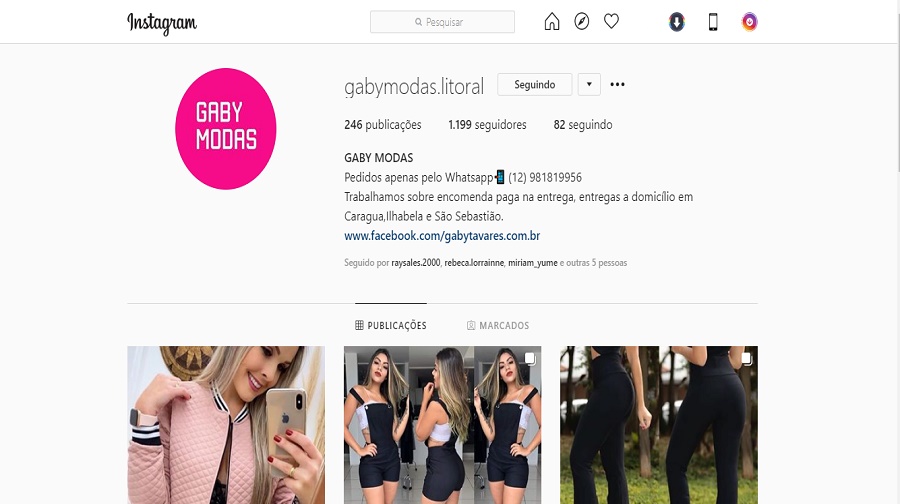 Instagram
Pesquisar
GABY
MODAS
gabymodas.litoral Seguindo
246 publicações 1.199 seguidores 82 seguindo
GABY MODAS
Pedidos apenas pelo Whatsapp📲 (12) 981819956
Trabalhamos sobre encomenda paga na entrega, entregas a domicílio em
Caragua,Ilhabela e São Sebastião.
www.facebook.com/gabytavares.com.br
Seguido por raysales.2000, rebeca.lorrainne, miriam_yume e outras 5 pessoas
PUBLICAÇÕES MARCADOS